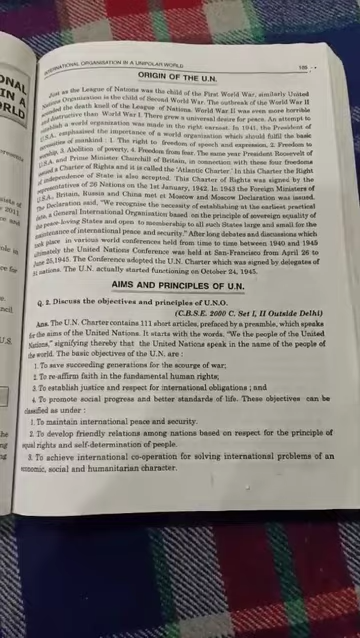 INTERNATIONAL ORGANISATION IN A UNIPOLAR WORLD
ORIGIN OF THE U.N.
Just as the League of Nations was the child of the First World War, similarly United
Nations Organisation is the child of Second World War. The outbreak of the World War II
the death knell of the League of Nations. World War II was even more horrible
destructive than World War I. There grew a universal desire for peace. An attempt to
establish a world organization was made in the right earnest. In 1941, the President of
U.S.A. emphasised the importance of a world organization which should fulfil the basic
necessities of mankind : 1. The right to freedom of speech and expression, 2. Freedom to
worship, 3. Abolition of poverty, 4. Freedom from fear. The same year President Roosevelt of
U.S.A. and Prime Minister Churchill of Britain, in connection with these four freedoms
issued a Charter of Rights and it is called the 'Atlantic Charter.' In this Charter the Right
of independence of State is also accepted. This Charter of Rights was signed by the
representatives of 26 Nations on the 1st January, 1942. In 1943 the Foreign Ministers of
U.S.A., Britain, Russia and China met at Moscow and Moscow Declaration was issued.
The Declaration said, "We recognise the necessity of establishing at the earliest practical
date, a General International Organisation based on the principle of sovereign equality of
all peace-loving States and open to membership to all such States large and small for the
maintenance of international peace and security." After long debates and discussions which
took place in various world conferences held from time to time between 1940 and 1945
ultimately the United Nations Conference was held at San-Francisco from April 26 to
June 25, 1945. The Conference adopted the U.N. Charter which was signed by delegates of
51 nations. The U.N. actually started functioning on October 24, 1945.
AIMS AND PRINCIPLES OF U.N.
Q. 2. Discuss the objectives and principles of U.N.O.
(C.B.S.E. 2000 C. Set I, II Outside Delhi)
Ans. The U.N. Charter contains 111 short articles, prefaced by a preamble, which speaks
for the aims of the United Nations. It starts with the words, "We the people of the United
Nations," signifying thereby that the United Nations speak in the name of the people of
the world. The basic objectives of the U.N. are :
1. To save succeeding generations for the scourge of war;
2. To re-affirm faith in the fundamental human rights;
3. To establish justice and respect for international obligations ; and
4. To promote social progress and better standards of life. These objectives can be
classified as under :
1. To maintain international peace and security.
2. To develop friendly relations among nations based on respect for the principle of
equal rights and self-determination of people.
3. To achieve international co-operation for solving international problems of an
economic, social and humanitarian character.